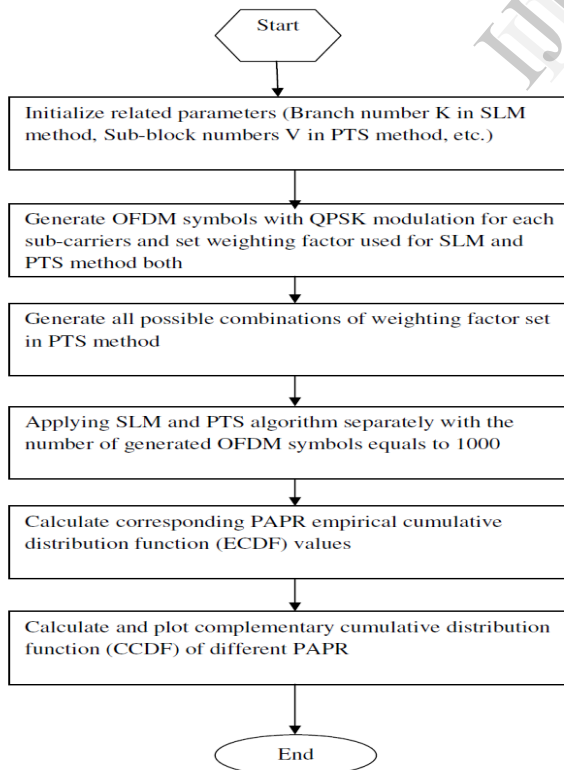 Start
Initialize related parameters (Branch number K in SLM
method, Sub-block numbers V in PTS method, etc.)
Generate OFDM symbols with QPSK modulation for each
sub-carriers and set weighting factor used for SLM and
PTS method both
Generate all possible combinations of weighting factor set
in PTS method
Applying SLM and PTS algorithm separately with the
number of generated OFDM symbols equals to 1000
Calculate corresponding PAPR empirical cumulative
distribution function (ECDF) values
Calculate and plot complementary cumulative distribution
function (CCDF) of different PAPR
End